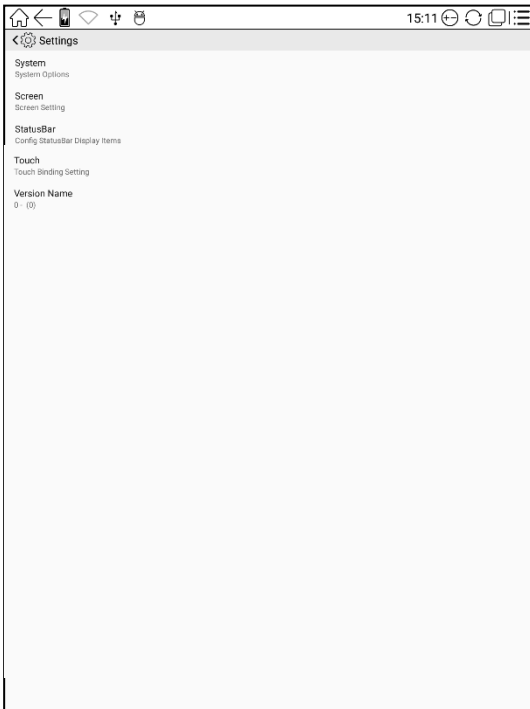 15:11
Settings
System
System Options
Screen
Screen Setting
StatusBar
Config StatusBar Display Items
Touch
Touch Binding Setting
Version Name
0 - (0)